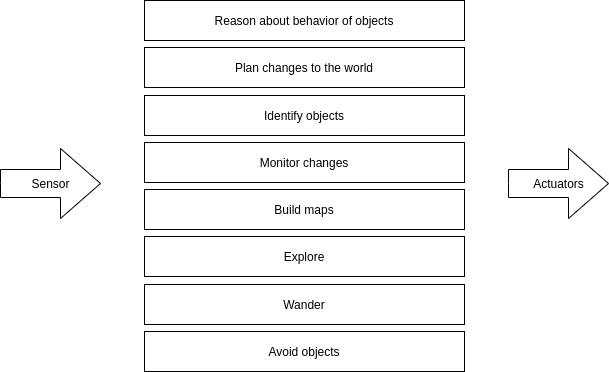 Reason about behavior of objects
Plan changes to the world
Identify objects
Monitor changes
Sensor
Actuators
Build maps
Explore
Wander
Avoid objects